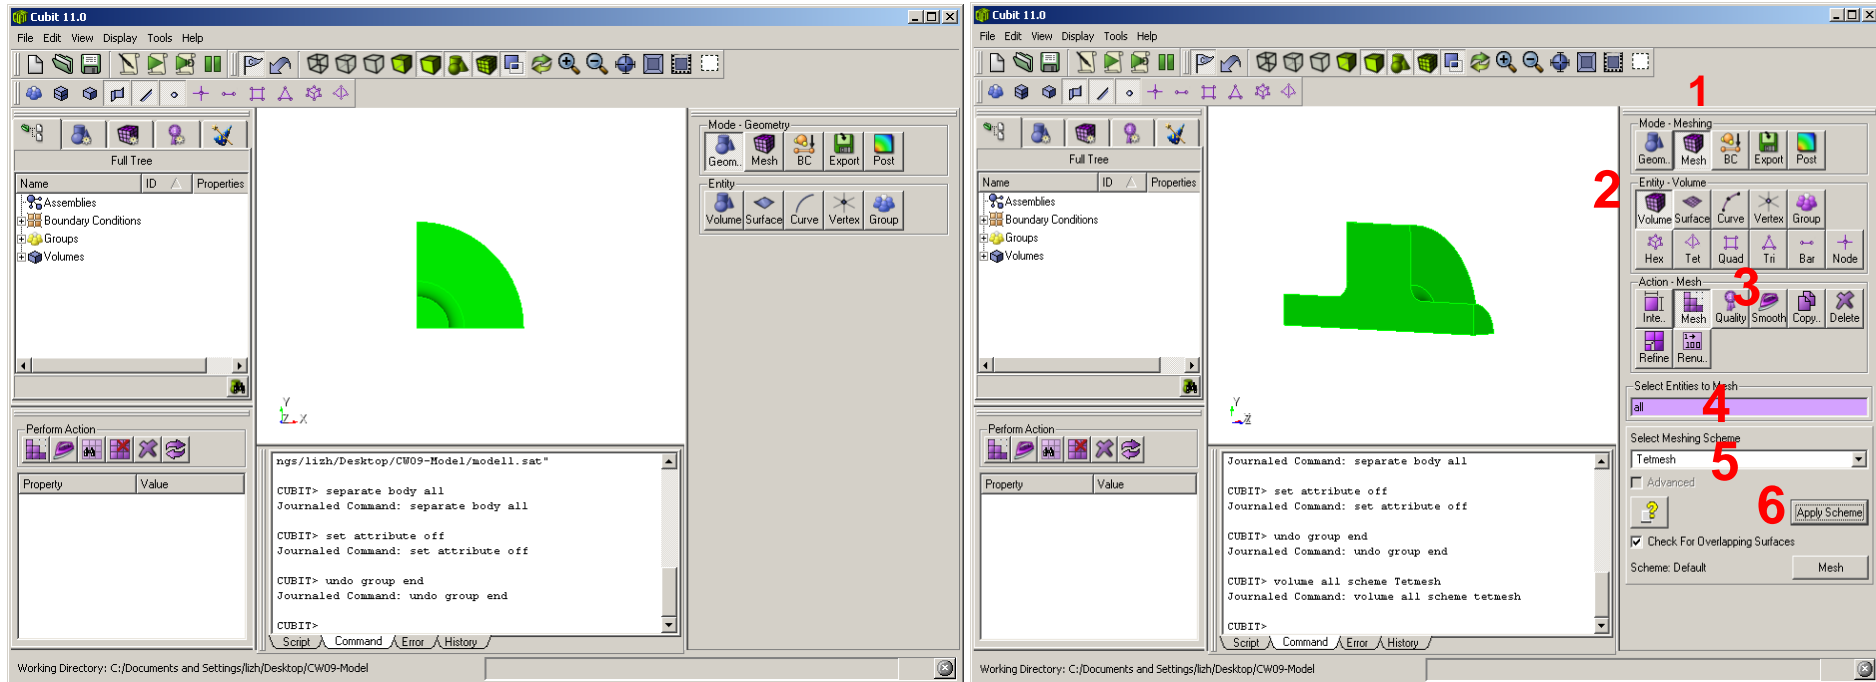 Cubit 11.0
File Edit View Display Tools Help
Full Tree
Name ID Properties
Assemblies
Boundary Conditions
Groups
Volumes
Perform Action
Property Value
Y
Z X
Mode - Geometry
Geom.. Mesh BC Export Post
Entity
Volume Surface Curve Vertex Group
ngs/lizh/Desktop/CW09-Model/model1.sat"
CUBIT> separate body all
Journaled Command: separate body all
CUBIT> set attribute off
Journaled Command: set attribute off
CUBIT> undo group end
Journaled Command: undo group end
CUBIT>
Script Command Error History
Working Directory: C:/Documents and Settings/lizh/Desktop/CW09-Model
Cubit 11.0
File Edit View Display Tools Help
Full Tree
Name ID Properties
Assemblies
Boundary Conditions
Groups
Volumes
Perform Action
Property Value
Y
Z
1
Mode - Meshing
Geom.. Mesh BC Export Post
2
Entity - Volume
Volume Surface Curve Vertex Group
Hex Tet Quad Tri Bar Node
3
Action - Mesh
Inte.. Mesh Quality Smooth Copy.. Delete
Refine Renu..
Select Entities to Mesh
all
4
Select Meshing Scheme
Tetmesh
5
Advanced
6
Apply Scheme
Check For Overlapping Surfaces
Scheme: Default Mesh
Journaled Command: separate body all
CUBIT> set attribute off
Journaled Command: set attribute off
CUBIT> undo group end
Journaled Command: undo group end
CUBIT> volume all scheme Tetmesh
Journaled Command: volume all scheme tetmesh
CUBIT>
Script Command Error History
Working Directory: C:/Documents and Settings/lizh/Desktop/CW09-Model